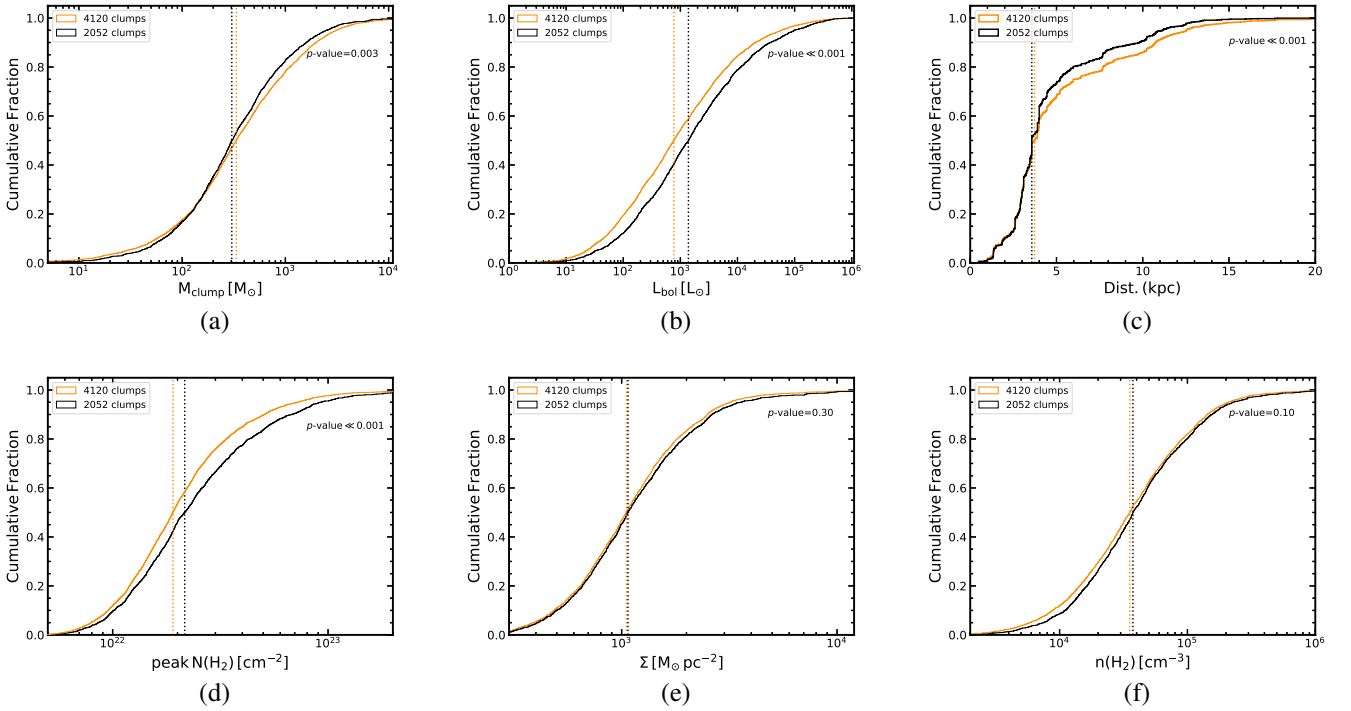 1.0
0.8
0.6
0.4
0.2
0.0
Cumulative Fraction
4120 clumps
2052 clumps
p-value=0.003
10¹ 10² 10³ 10⁴
M_clump [M⊙]
(a)
1.0
0.8
0.6
0.4
0.2
0.0
Cumulative Fraction
4120 clumps
2052 clumps
p-value≪0.001
10⁰ 10¹ 10² 10³ 10⁴ 10⁵ 10⁶
L_bol [L⊙]
(b)
1.0
0.8
0.6
0.4
0.2
0.0
Cumulative Fraction
4120 clumps
2052 clumps
p-value≪0.001
0 5 10 15 20
Dist. (kpc)
(c)
1.0
0.8
0.6
0.4
0.2
0.0
Cumulative Fraction
4120 clumps
2052 clumps
p-value≪0.001
10²² 10²³
peak N(H₂) [cm⁻²]
(d)
1.0
0.8
0.6
0.4
0.2
0.0
Cumulative Fraction
4120 clumps
2052 clumps
p-value=0.30
10³ 10⁴
Σ [M⊙ pc⁻²]
(e)
1.0
0.8
0.6
0.4
0.2
0.0
Cumulative Fraction
4120 clumps
2052 clumps
p-value=0.10
10⁴ 10⁵ 10⁶
n(H₂) [cm⁻³]
(f)